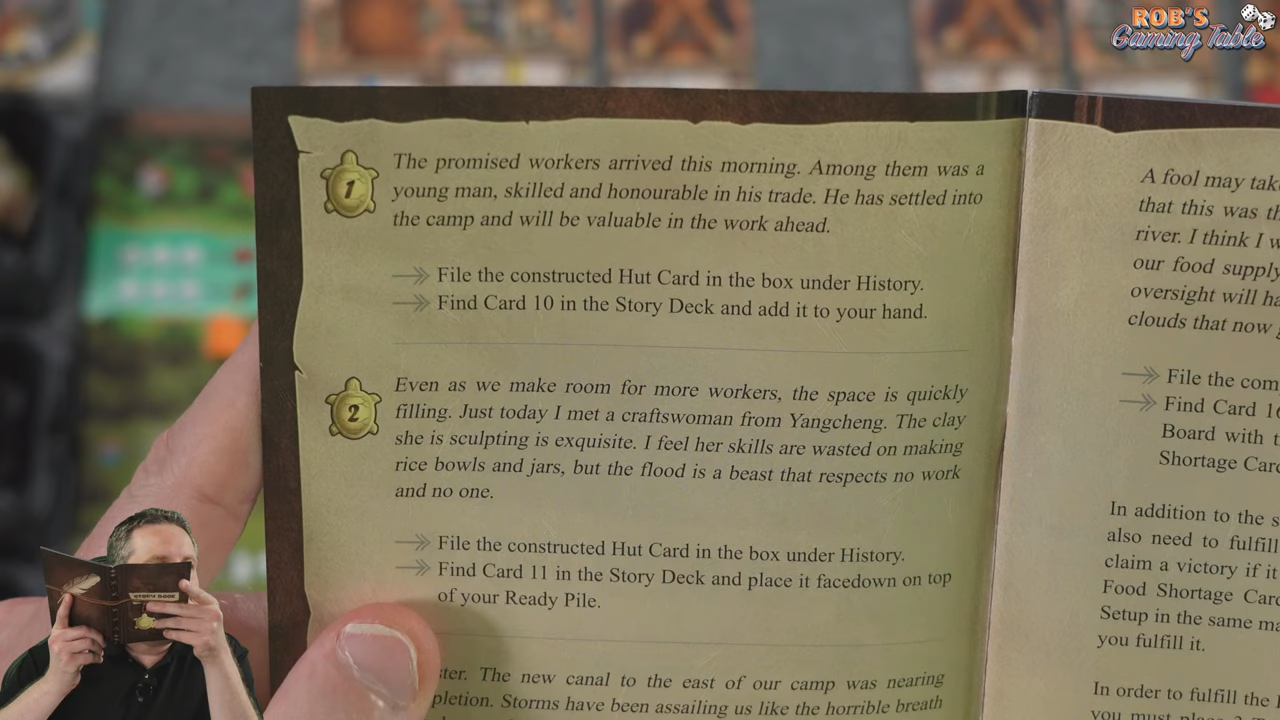 ROB'S
Gaming Table
1
The promised workers arrived this morning. Among them was a
young man, skilled and honourable in his trade. He has settled into
the camp and will be valuable in the work ahead.
File the constructed Hut Card in the box under History.
Find Card 10 in the Story Deck and add it to your hand.
2
Even as we make room for more workers, the space is quickly
filling. Just today I met a craftswoman from Yangcheng. The clay
she is sculpting is exquisite. I feel her skills are wasted on making
rice bowls and jars, but the flood is a beast that respects no work
and no one.
File the constructed Hut Card in the box under History.
Find Card 11 in the Story Deck and place it facedown on top
of your Ready Pile.
The new canal to the east of our camp was nearing
Storms have been assailing us like the horrible breath
A fool may
that this was
river. I think I
our food supply
oversight will
clouds that now
File the
Find Card
Board with
Shortage
In addition to the
also need to fulfill
claim a victory if it
Food Shortage
Setup in the same
you fulfill it.
In order to fulfill the
you must place
STORY BOOK